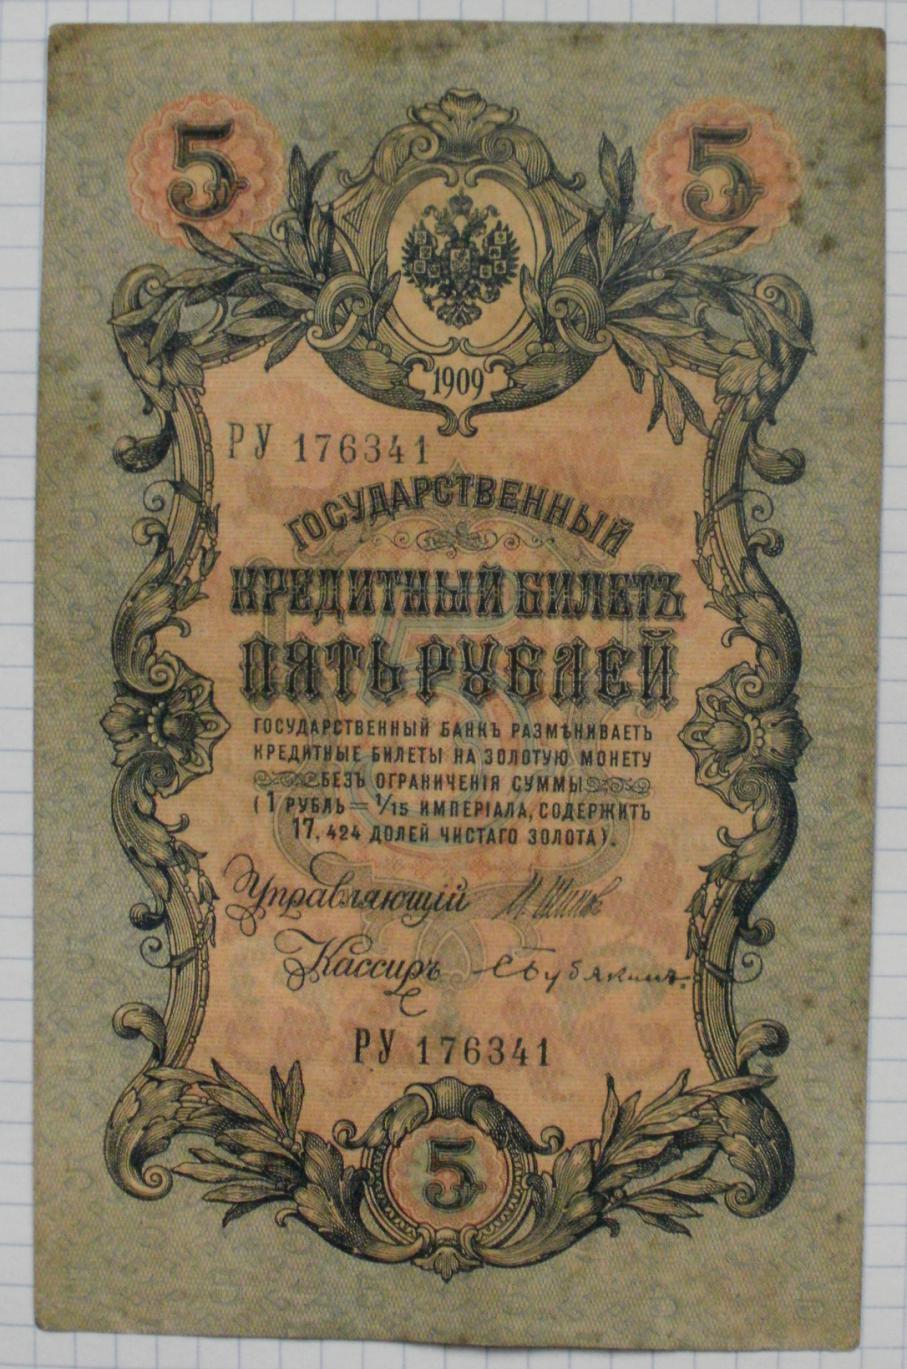 5 5
1909
РУ 176341
ГОСУДАРСТВЕННЫЙ
КРЕДИТНЫЙ БИЛЕТЪ
ПЯТЬ РУБЛЕЙ
ГОСУДАРСТВЕННЫЙ БАНКЪ РАЗМѢНИВАЕТЪ
КРЕДИТНЫЕ БИЛЕТЫ НА ЗОЛОТУЮ МОНЕТУ
БЕЗЪ ОГРАНИЧЕНІЯ СУММЫ
(1 РУБЛЬ = 1/15 ИМПЕРІАЛА, СОДЕРЖИТЪ
17,424 ДОЛЕЙ ЧИСТАГО ЗОЛОТА).
Управляющій И Шипов
Кассиръ
РУ 176341
5